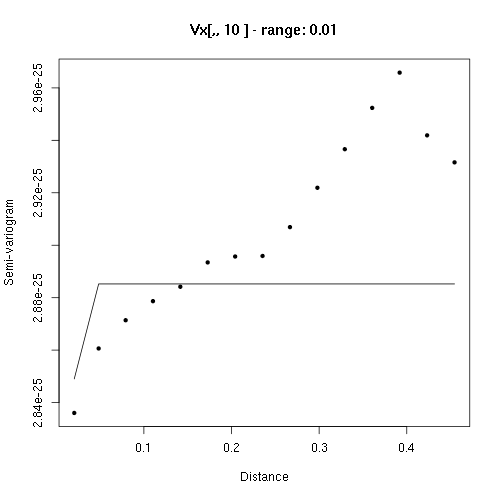 Vx[,, 10 ] - range: 0.01
2.96e-25
2.92e-25
2.88e-25
2.84e-25
Semi-variogram
0.1 0.2 0.3 0.4
Distance